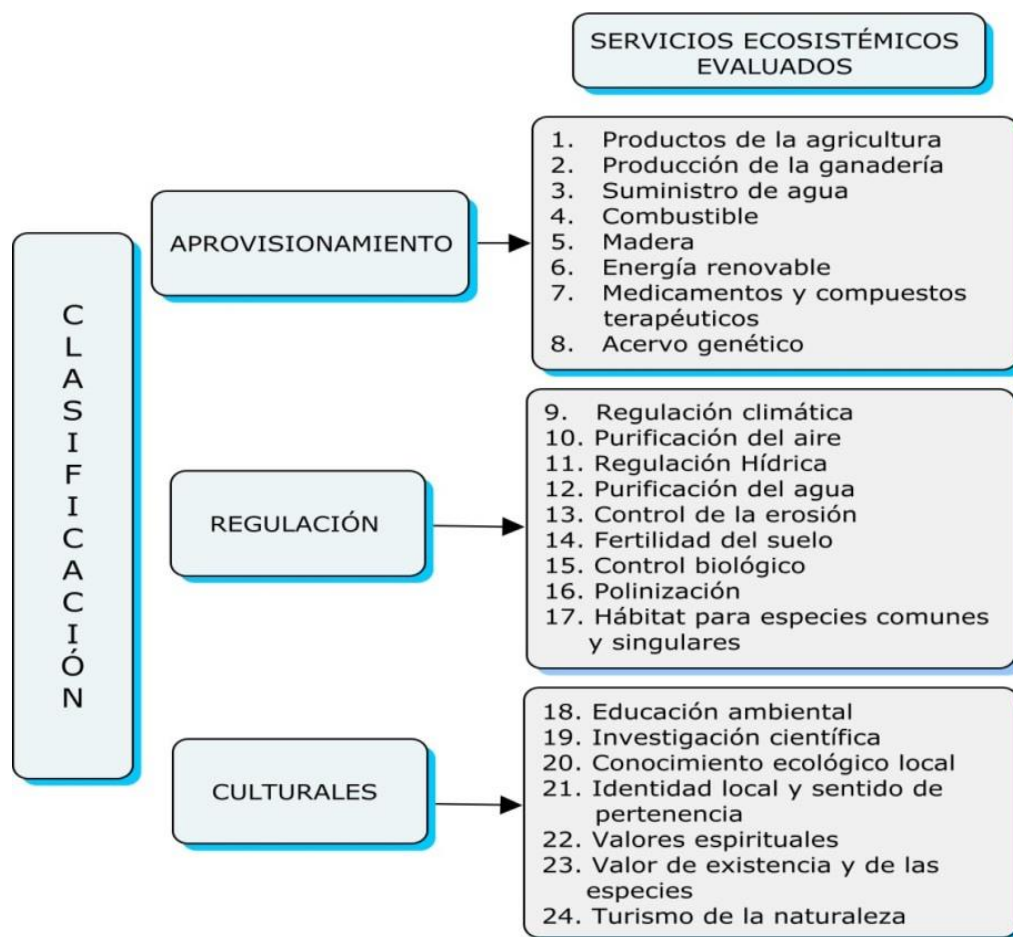 SERVICIOS ECOSISTÉMICOS
EVALUADOS
CLASIFICACIÓN
APROVISIONAMIENTO
1. Productos de la agricultura
2. Producción de la ganadería
3. Suministro de agua
4. Combustible
5. Madera
6. Energía renovable
7. Medicamentos y compuestos
terapéuticos
8. Acervo genético
REGULACIÓN
9. Regulación climática
10. Purificación del aire
11. Regulación Hídrica
12. Purificación del agua
13. Control de la erosión
14. Fertilidad del suelo
15. Control biológico
16. Polinización
17. Hábitat para especies comunes
y singulares
CULTURALES
18. Educación ambiental
19. Investigación científica
20. Conocimiento ecológico local
21. Identidad local y sentido de
pertenencia
22. Valores espirituales
23. Valor de existencia y de las
especies
24. Turismo de la naturaleza